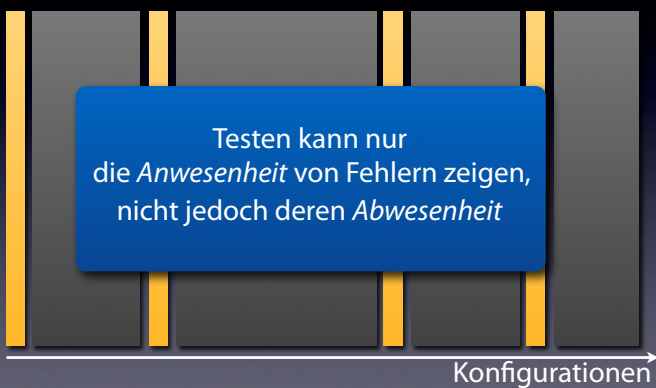 Testen kann nur
die Anwesenheit von Fehlern zeigen,
nicht jedoch deren Abwesenheit
Konfigurationen